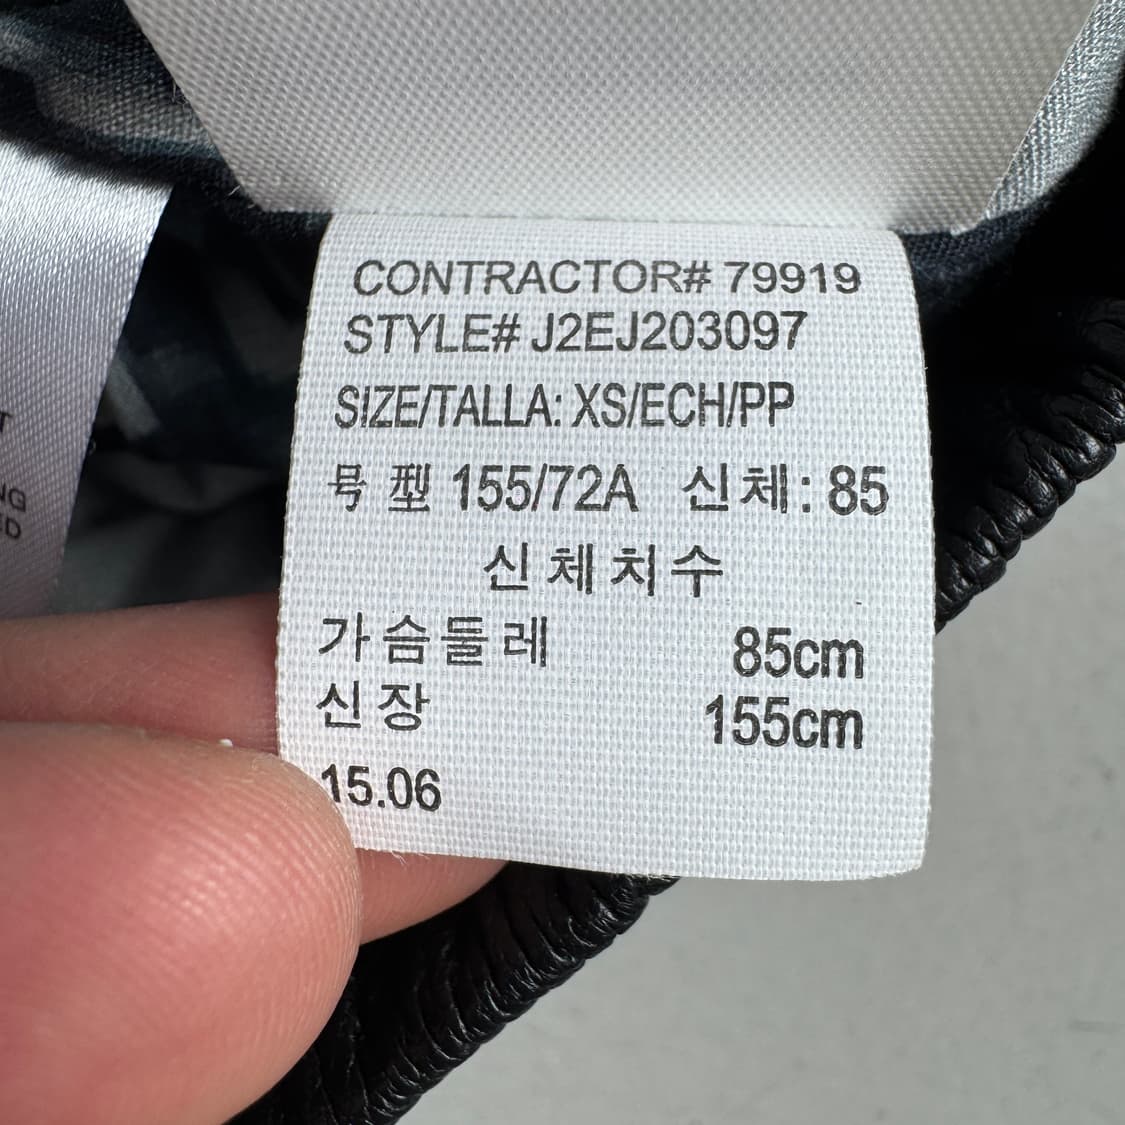 CONTRACTOR# 79919
STYLE# J2EJ203097
SIZE/TALLA: XS/ECH/PP
号型 155/72A 신체: 85
신체치수
가슴둘레 85cm
신장 155cm
15.06